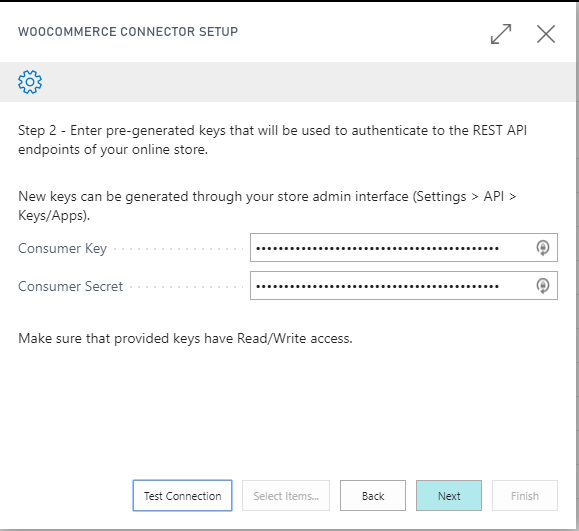 WOOCOMMERCE CONNECTOR SETUP
Step 2 - Enter pre-generated keys that will be used to authenticate to the REST API
endpoints of your online store.
New keys can be generated through your store admin interface (Settings > API >
Keys/Apps).
Consumer Key
Consumer Secret
Make sure that provided keys have Read/Write access.
Test Connection Select Items... Back Next Finish